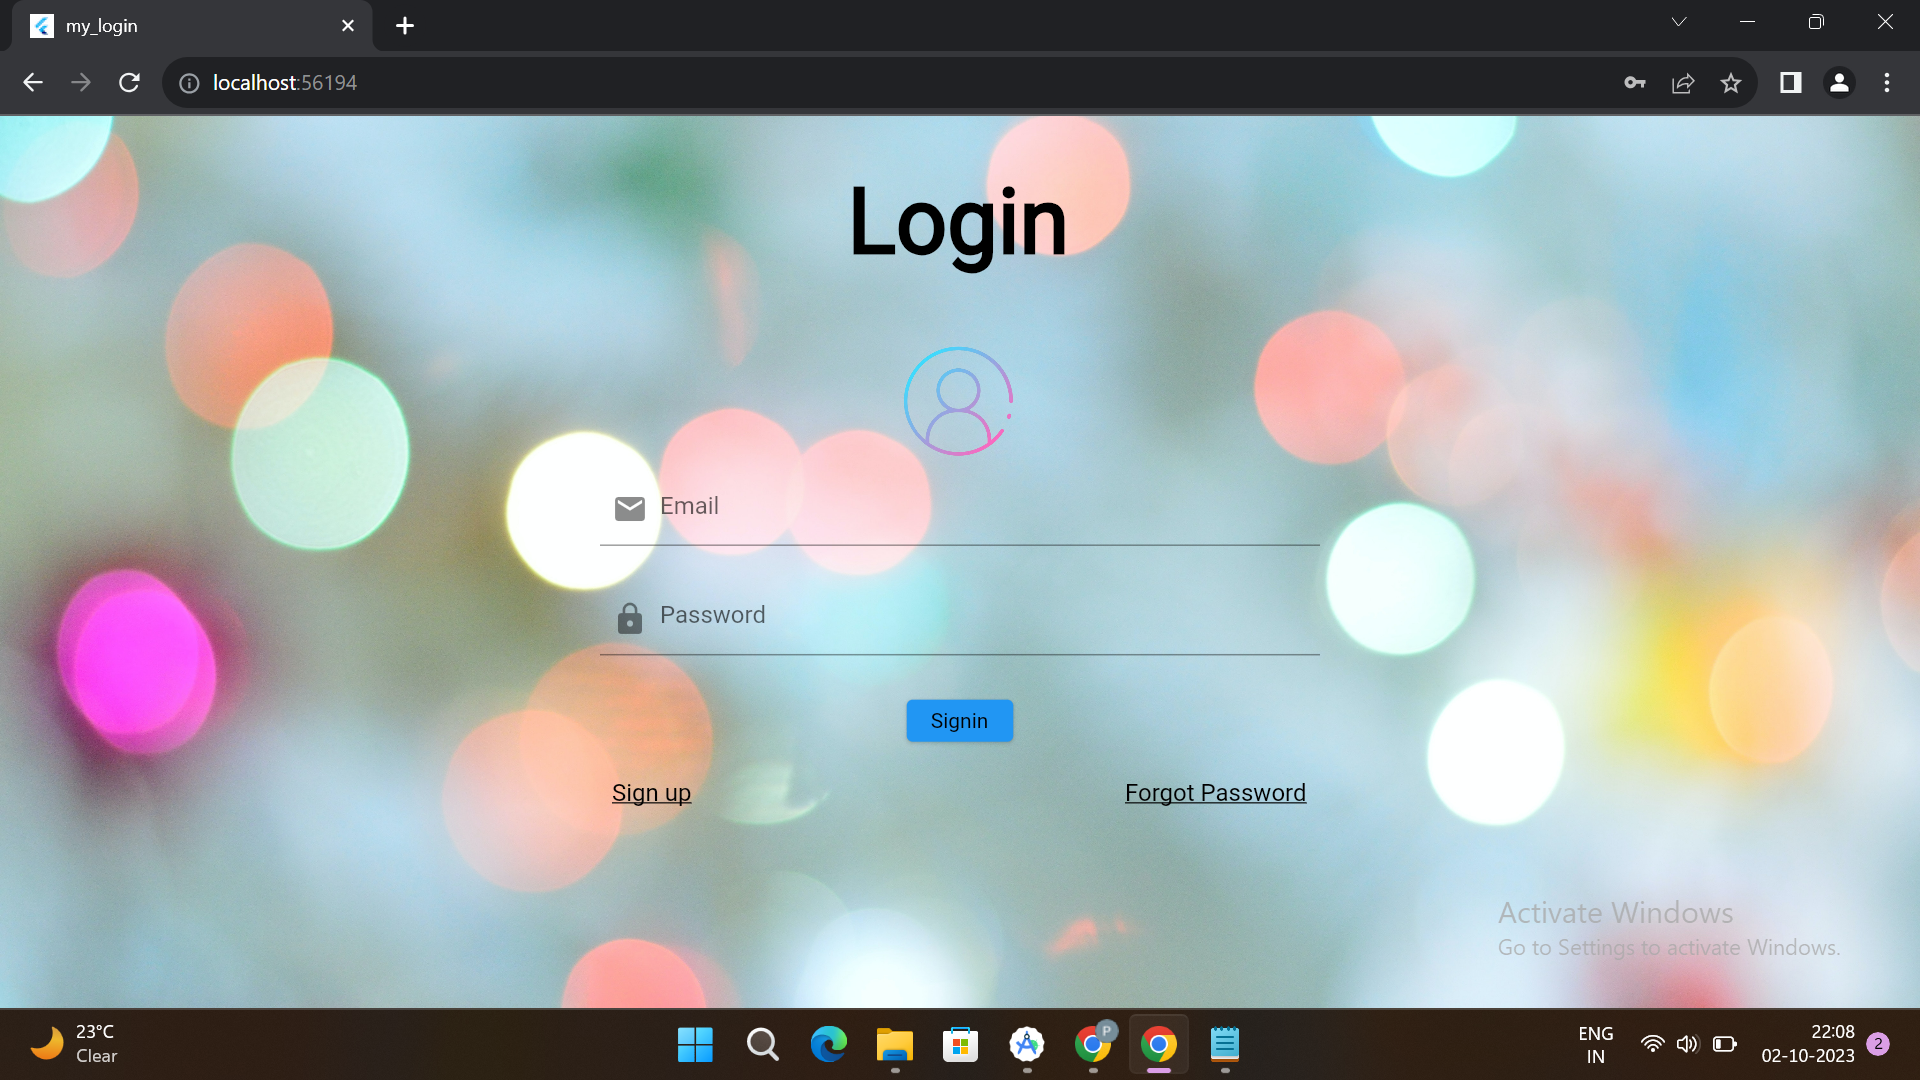 my_login
localhost:56194
Login
Email
Password
Signin
Sign up
Forgot Password
Activate Windows
Go to Settings to activate Windows.
23°C
Clear
P
ENG
IN
22:08
02-10-2023
2